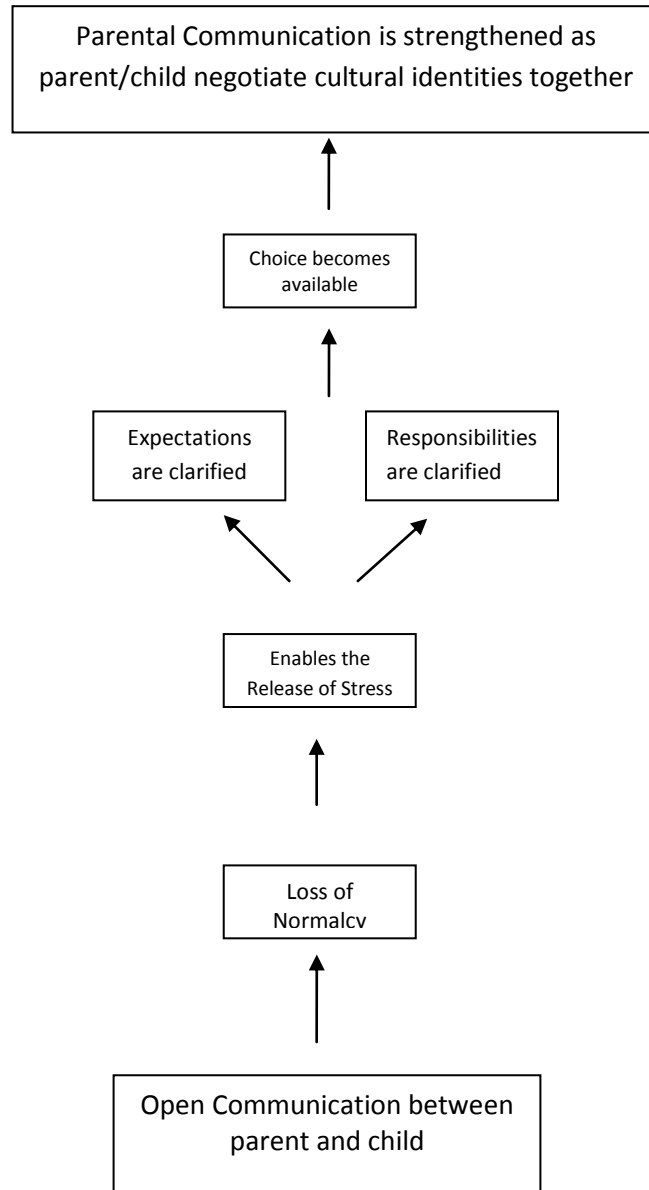 Parental Communication is strengthened as
parent/child negotiate cultural identities together
Choice becomes
available
Expectations
are clarified
Responsibilities
are clarified
Enables the
Release of Stress
Loss of
Normalcy
Open Communication between
parent and child